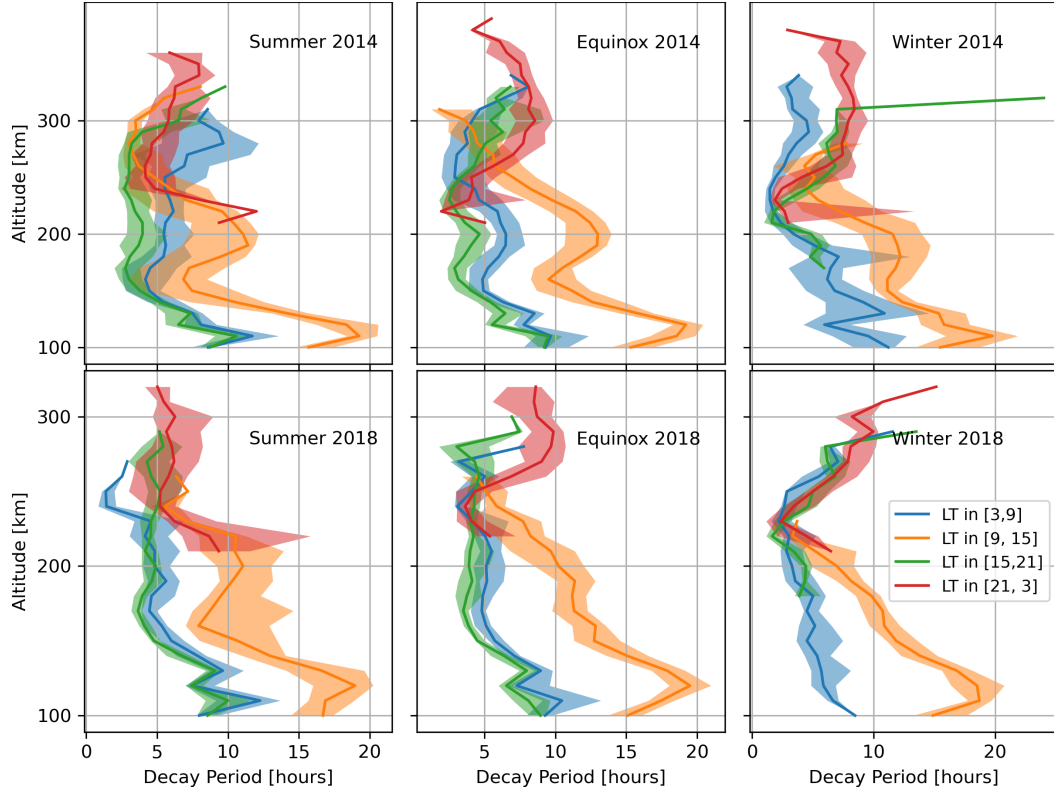 Summer 2014
Equinox 2014
Winter 2014
Altitude [km]
300
200
100
Summer 2018
Equinox 2018
Winter 2018
Altitude [km]
300
200
100
LT in [3,9]
LT in [9, 15]
LT in [15,21]
LT in [21, 3]
0 5 10 15 20
5 10 15 20
0 10 20
Decay Period [hours]
Decay Period [hours]
Decay Period [hours]